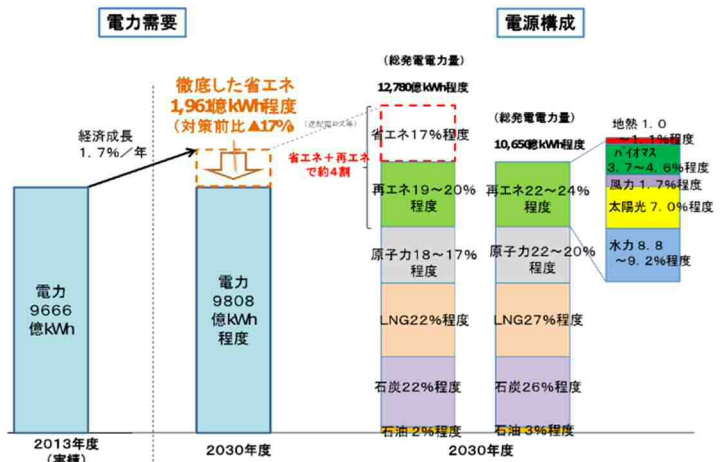 電力需要
電源構成
徹底した省エネ
1,961億kWh程度
(対策前比▲17%)
経済成長
1.7%/年
電力
9666
億kWh
電力
9808
億kWh
程度
2013年度
(実績)
2030年度
(総発電電力量)
12,780億kWh程度
省エネ17%程度
省エネ+再エネ
で約4割
再エネ19~20%
程度
原子力18~17%
程度
LNG22%程度
石炭22%程度
石油2%程度
(総発電電力量)
10,650億kWh程度
再エネ22~24%
程度
原子力22~20%
程度
LNG27%程度
石炭26%程度
石油3%程度
2030年度
地熱1.0
~1.1%程度
バイオマス
3.7~4.6%程度
風力1.7%程度
太陽光7.0%程度
水力8.8
~9.2%程度